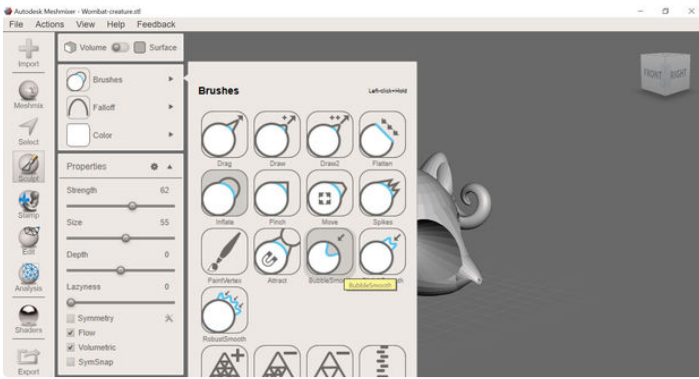 Autodesk Meshmixer - Wombat-creature.stl
File Actions View Help Feedback
Import
Meshmix
Select
Sculpt
Stamp
Edit
Analysis
Shaders
Export
Volume Surface
Brushes
Falloff
Color
Properties
Strength 62
Size 55
Depth 0
Lazyness 0
Symmetry
Flow
Volumetric
SymSnap
Brushes Left-click=Hold
Drag Draw Draw2 Flatten
Inflate Pinch Move Spikes
PaintVertex Attract BubbleSmooth
BubbleSmooth
RobustSmooth
FRONT RIGHT